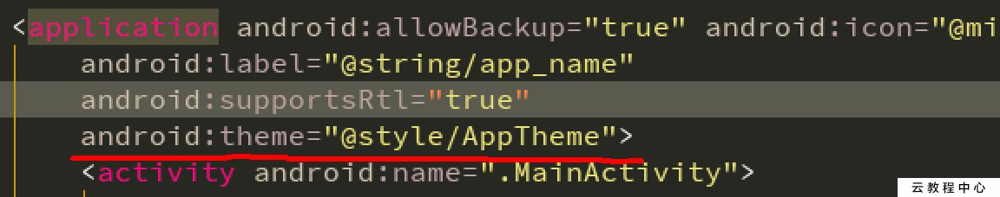 <application android:allowBackup="true" android:icon="@mi
android:label="@string/app_name"
android:supportsRtl="true"
android:theme="@style/AppTheme">
<activity android:name=".MainActivity">
云教程中心